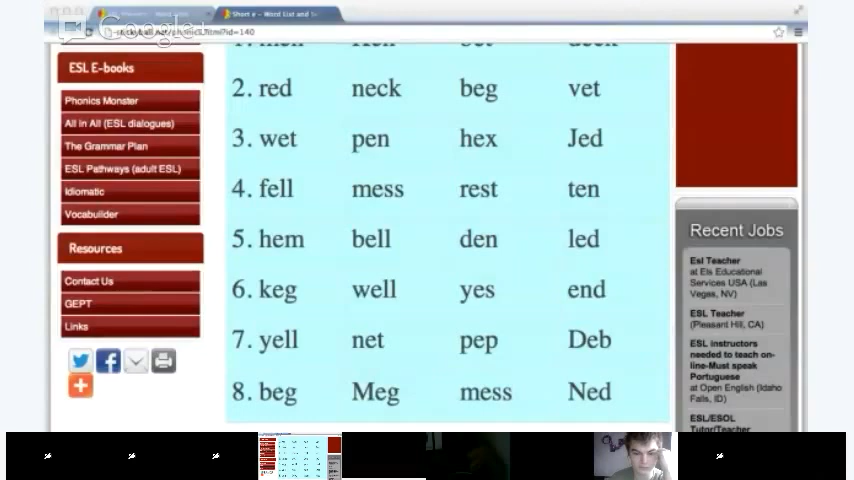 Short e - Word List and
Google+
ESL E-books
Phonics Monster
All in All (ESL dialogues)
The Grammar Plan
ESL Pathways (adult ESL)
Idiomatic
Vocabuilder
Resources
Contact Us
GEPT
Links
2. red neck beg vet
3. wet pen hex Jed
4. fell mess rest ten
5. hem bell den led
6. keg well yes end
7. yell net pep Deb
8. beg Meg mess Ned
Recent Jobs
Esl Teacher
at Els Educational
Services USA (Las
Vegas, NV)
ESL Teacher
(Pleasant Hill, CA)
ESL instructors
needed to teach on-
line-Must speak
Portuguese
at Open English (Idaho
Falls, ID)
ESL/ESOL
Tutor/Teacher